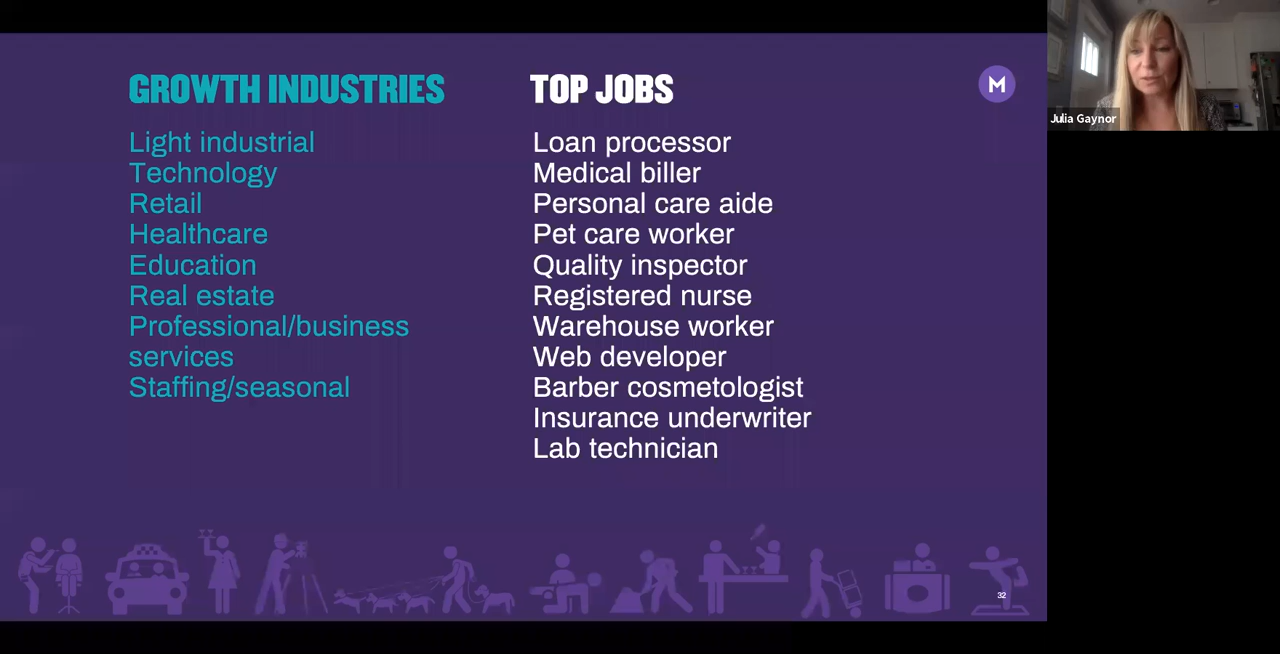 GROWTH INDUSTRIES
Light industrial
Technology
Retail
Healthcare
Education
Real estate
Professional/business
services
Staffing/seasonal
TOP JOBS
Loan processor
Medical biller
Personal care aide
Pet care worker
Quality inspector
Registered nurse
Warehouse worker
Web developer
Barber cosmetologist
Insurance underwriter
Lab technician
M
Julia Gaynor
32